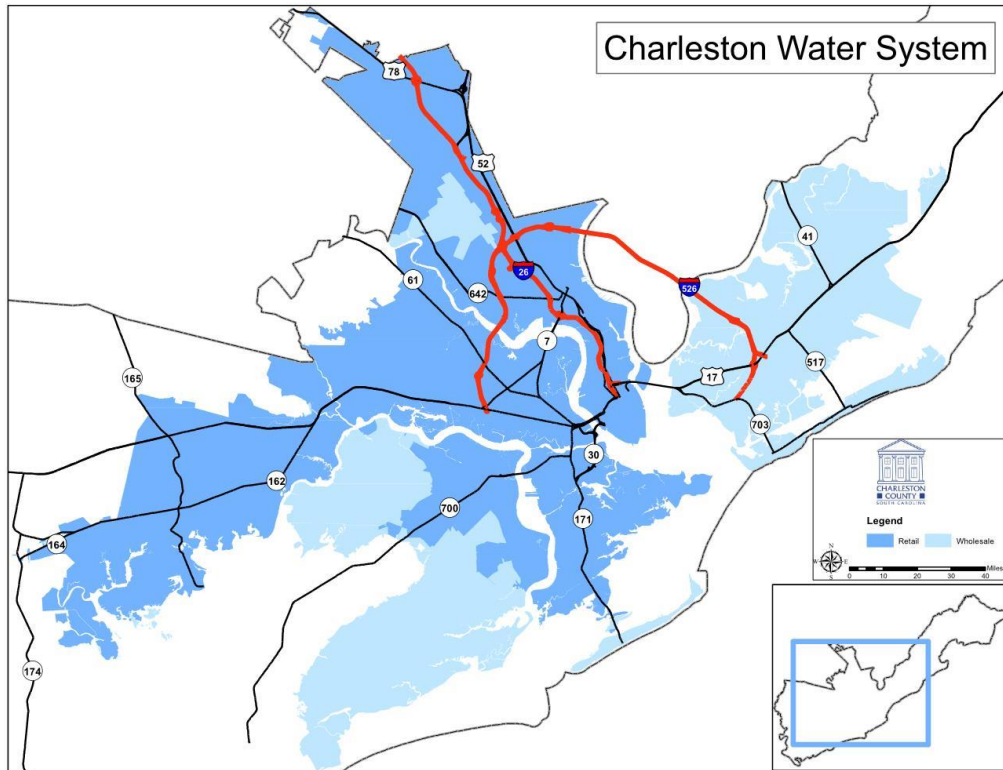 Charleston Water System
78
52
41
26
61
642
526
7
165
17
517
703
30
162
700
171
164
174
CHARLESTON
COUNTY
SOUTH CAROLINA
Legend
Retail
Wholesale
N
W
E
S
Miles
0 5 10 20 30 40